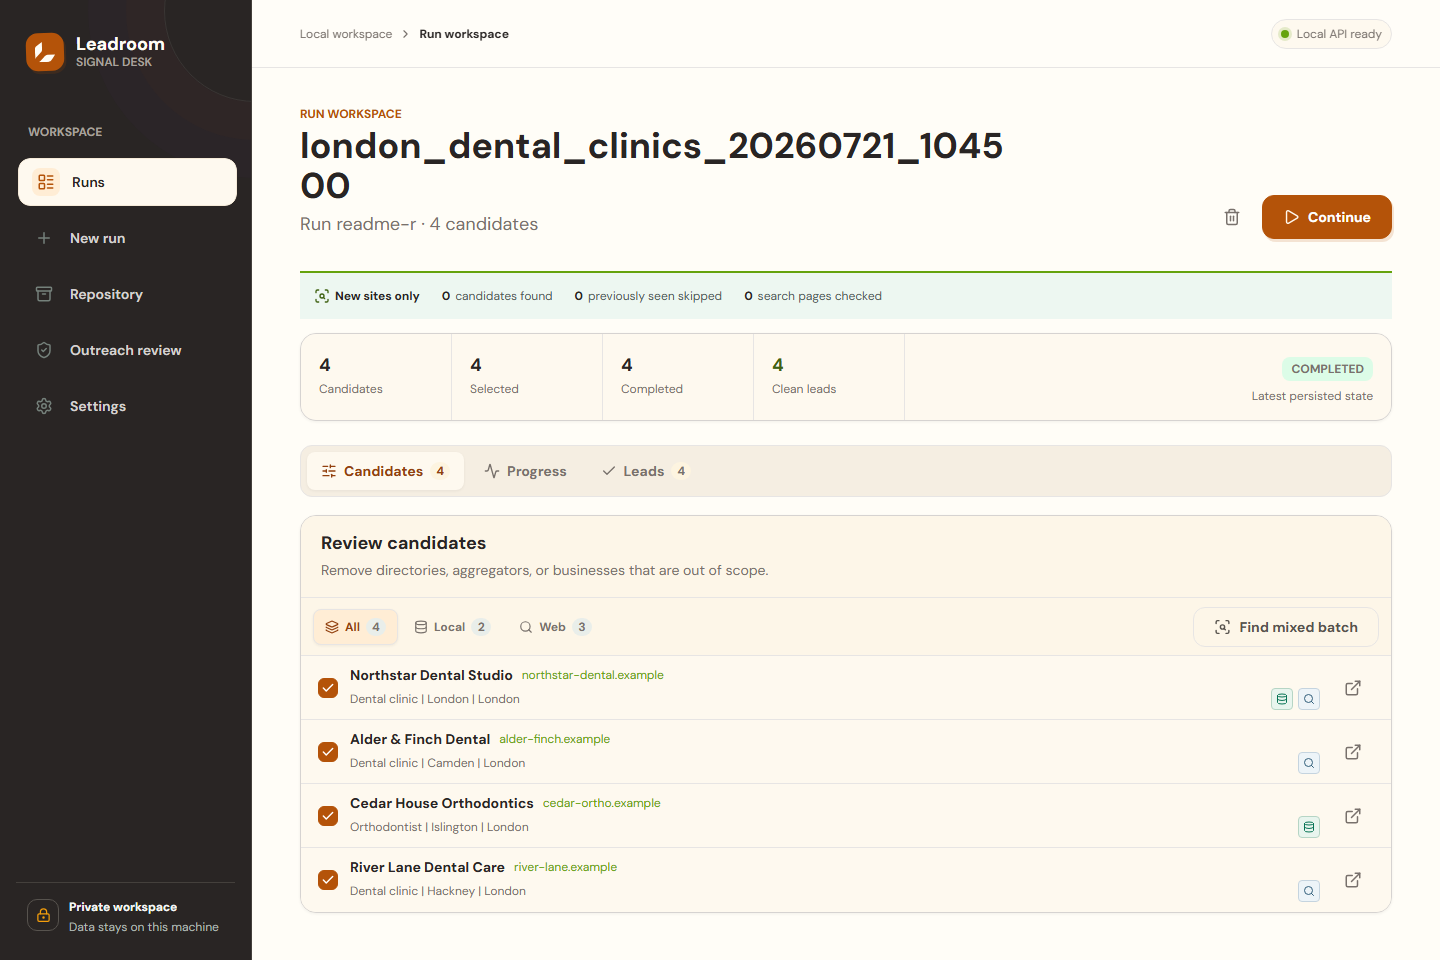 Leadroom
SIGNAL DESK
WORKSPACE
Runs
New run
Repository
Outreach review
Settings
Private workspace
Data stays on this machine
Local workspace > Run workspace
Local API ready
RUN WORKSPACE
london_dental_clinics_20260721_1045
00
Run readme-r · 4 candidates
Continue
New sites only 0 candidates found 0 previously seen skipped 0 search pages checked
4
Candidates
4
Selected
4
Completed
4
Clean leads
COMPLETED
Latest persisted state
Candidates 4 Progress Leads 4
Review candidates
Remove directories, aggregators, or businesses that are out of scope.
All 4 Local 2 Web 3 Find mixed batch
Northstar Dental Studio northstar-dental.example
Dental clinic | London | London
Alder & Finch Dental alder-finch.example
Dental clinic | Camden | London
Cedar House Orthodontics cedar-ortho.example
Orthodontist | Islington | London
River Lane Dental Care river-lane.example
Dental clinic | Hackney | London